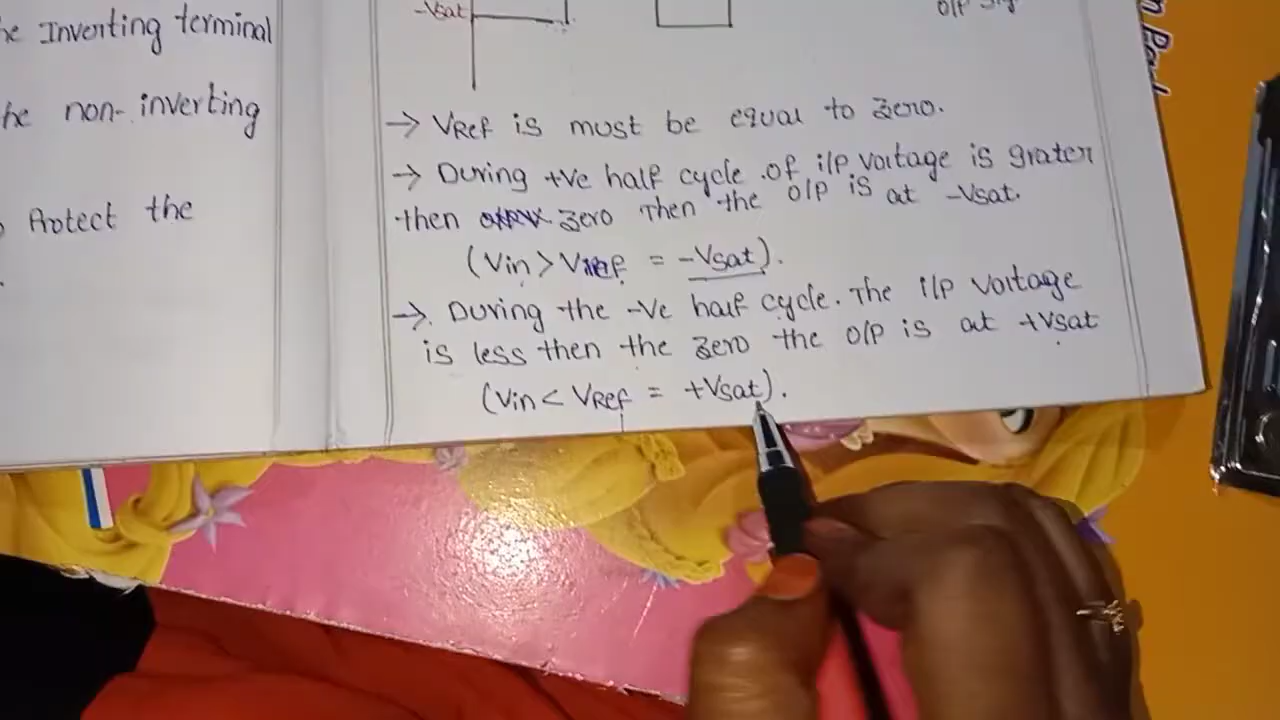 he Inverting terminal
he non-inverting
Protect the
-Vsat
O/P
→ VRef is must be equal to zero.
→ During +ve half cycle of i/p voltage is grater
then zero Then the O/P is at -Vsat.
(Vin > VRef = -Vsat).
→. During the -ve half cycle. The i/p voltage
is less then the zero the O/P is at +Vsat
(Vin < VRef = +Vsat).